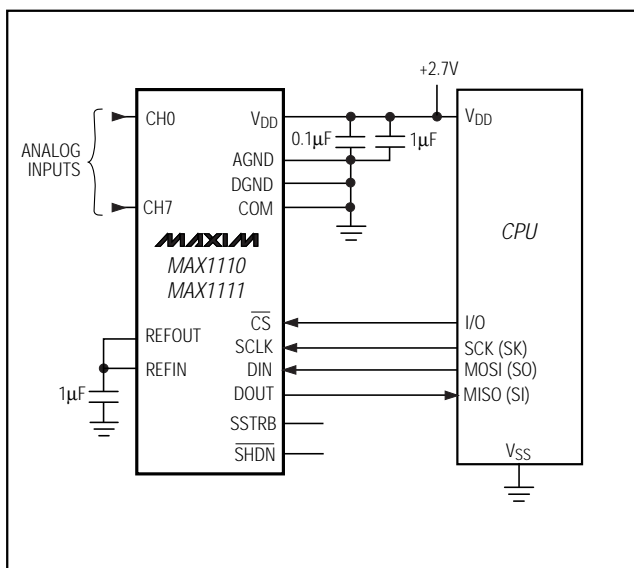 +2.7V
CH0
VDD
VDD
0.1µF
1µF
ANALOG
INPUTS
AGND
DGND
CH7
COM
MAXIM
MAX1110
MAX1111
CPU
CS
I/O
REFOUT
SCLK
SCK (SK)
REFIN
DIN
MOSI (SO)
1µF
DOUT
MISO (SI)
SSTRB
SHDN
VSS